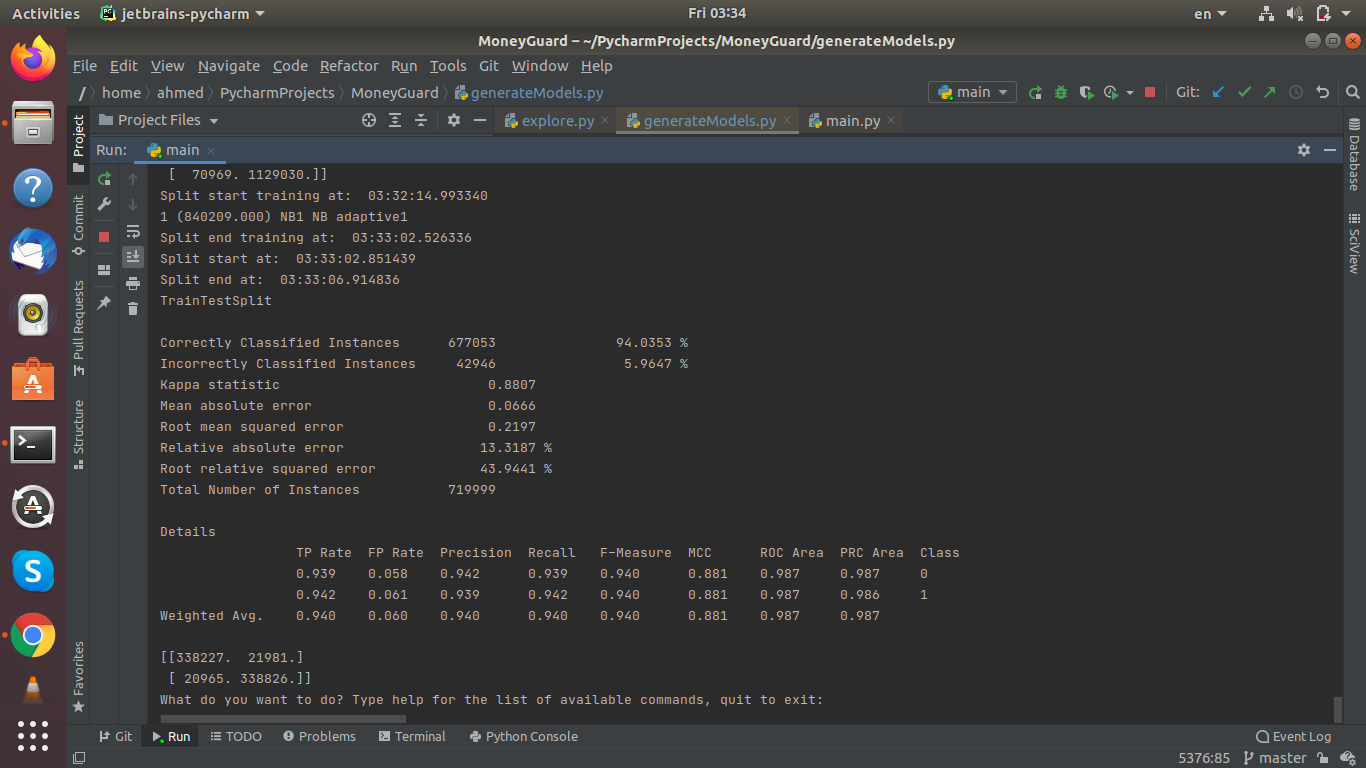 Activities jetbrains-pycharm Fri 03:34 en
MoneyGuard – ~/PycharmProjects/MoneyGuard/generateModels.py
File Edit View Navigate Code Refactor Run Tools Git Window Help
/ home ahmed PycharmProjects MoneyGuard generateModels.py main Git:
Project Files explore.py generateModels.py main.py
Run: main
Project
Commit
Pull Requests
Structure
Favorites
[  70969. 1129030.]]
Split start training at:  03:32:14.993340
1 (840209.000) NB1 NB adaptive1
Split end training at:  03:33:02.526336
Split start at:  03:33:02.851439
Split end at:  03:33:06.914836
TrainTestSplit
Correctly Classified Instances 677053 94.0353 %
Incorrectly Classified Instances 42946 5.9647 %
Kappa statistic 0.8807
Mean absolute error 0.0666
Root mean squared error 0.2197
Relative absolute error 13.3187 %
Root relative squared error 43.9441 %
Total Number of Instances 719999
Details
TP Rate FP Rate Precision Recall F-Measure MCC ROC Area PRC Area Class
0.939 0.058 0.942 0.939 0.940 0.881 0.987 0.987 0
0.942 0.061 0.939 0.942 0.940 0.881 0.987 0.986 1
Weighted Avg. 0.940 0.060 0.940 0.940 0.940 0.881 0.987 0.987
[[338227.  21981.]
[ 20965. 338826.]]
What do you want to do? Type help for the list of available commands, quit to exit:
Database
SciView
Git Run TODO Problems Terminal Python Console Event Log
5376:85 master